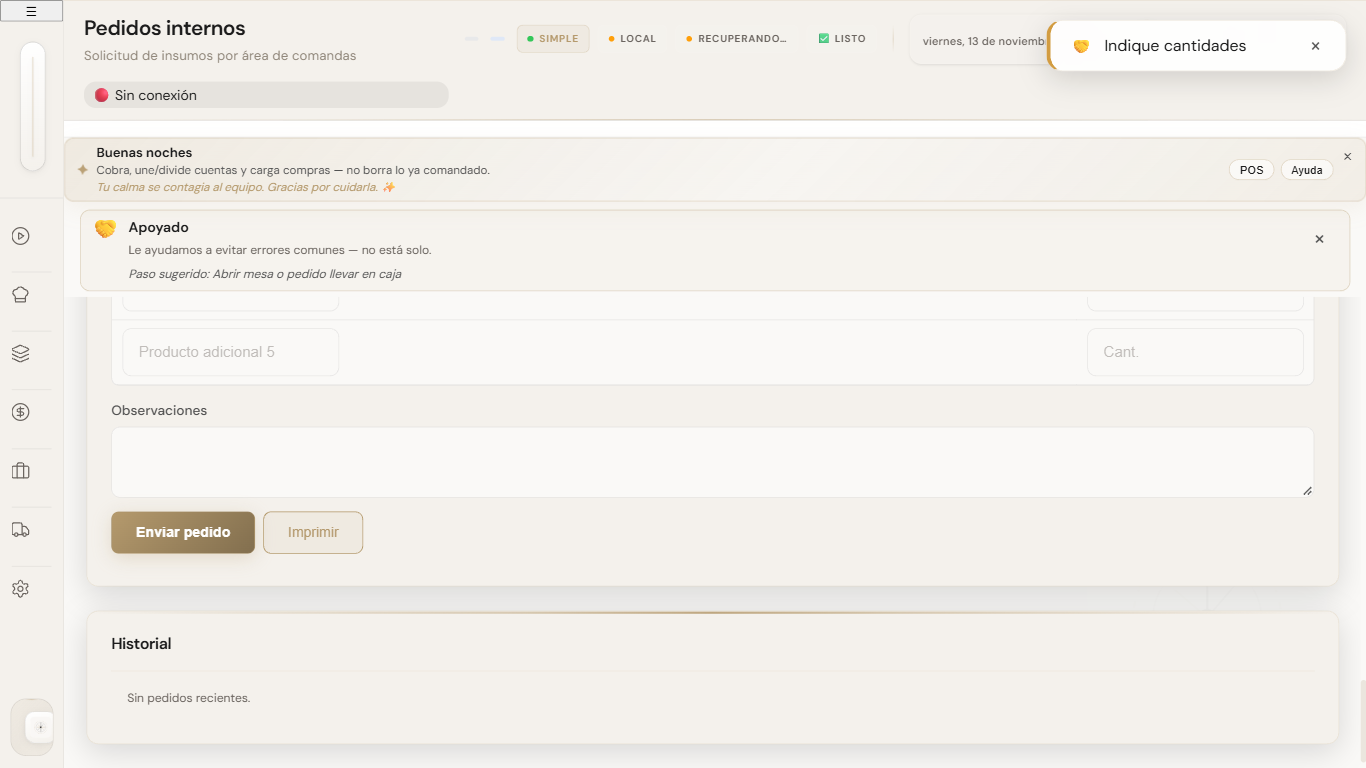 ☰
Pedidos internos
Solicitud de insumos por área de comandas
Sin conexión
SIMPLE
LOCAL
RECUPERANDO…
✅ LISTO
viernes, 13 de noviemb
Indique cantidades
×
Buenas noches
Cobra, une/divide cuentas y carga compras — no borra lo ya comandado.
Tu calma se contagia al equipo. Gracias por cuidarla. ✨
POS
Ayuda
×
Apoyado
Le ayudamos a evitar errores comunes — no está solo.
Paso sugerido: Abrir mesa o pedido llevar en caja
×
Producto adicional 5
Cant.
Observaciones
Enviar pedido
Imprimir
Historial
Sin pedidos recientes.